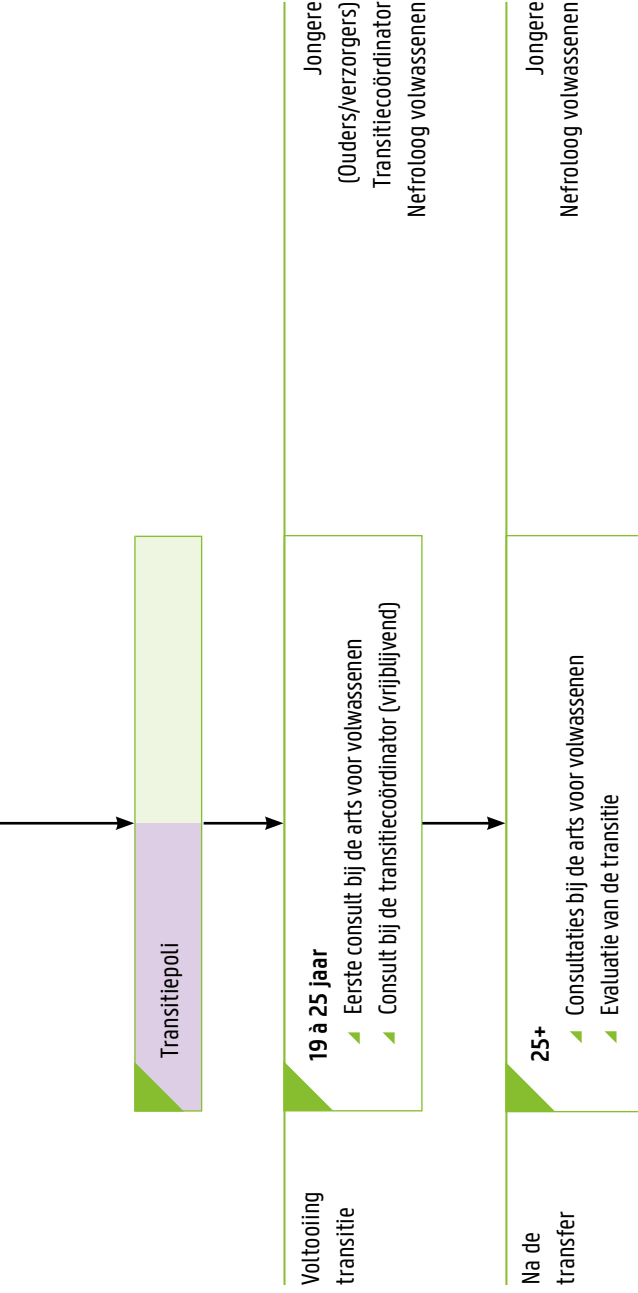 Transitiepoli
Voltooiing
transitie
19 à 25 jaar
Eerste consult bij de arts voor volwassenen
Consult bij de transitiecoördinator (vrijblijvend)
Jongere
(Ouders/verzorgers)
Transitiecoördinator
Nefroloog volwassenen
Na de
transfer
25+
Consultaties bij de arts voor volwassenen
Evaluatie van de transitie
Jongere
Nefroloog volwassenen